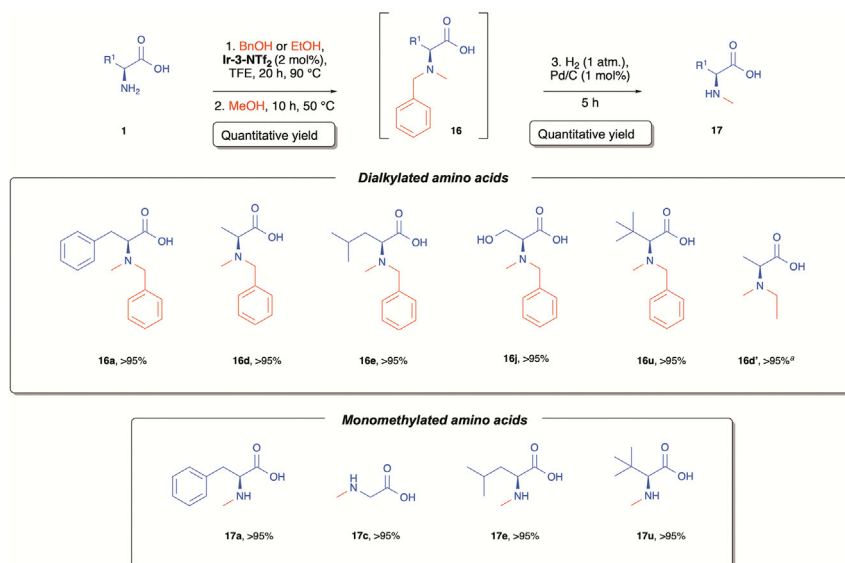 1. BnOH or EtOH,
Ir-3-NTf2 (2 mol%),
TFE, 20 h, 90 °C
2. MeOH, 10 h, 50 °C
Quantitative yield
3. H2 (1 atm.),
Pd/C (1 mol%)
5 h
Quantitative yield
R1 O OH NH2
R1 O OH N
R1 O OH HN
1 16 17
Dialkylated amino acids
O OH N
O OH N
O OH N
HO O OH N
O OH N
O OH N
16a, >95% 16d, >95% 16e, >95% 16j, >95% 16u, >95% 16d', >95%a
Monomethylated amino acids
O OH NH
H N O OH
O OH NH
O OH NH
17a, >95% 17c, >95% 17e, >95% 17u, >95%